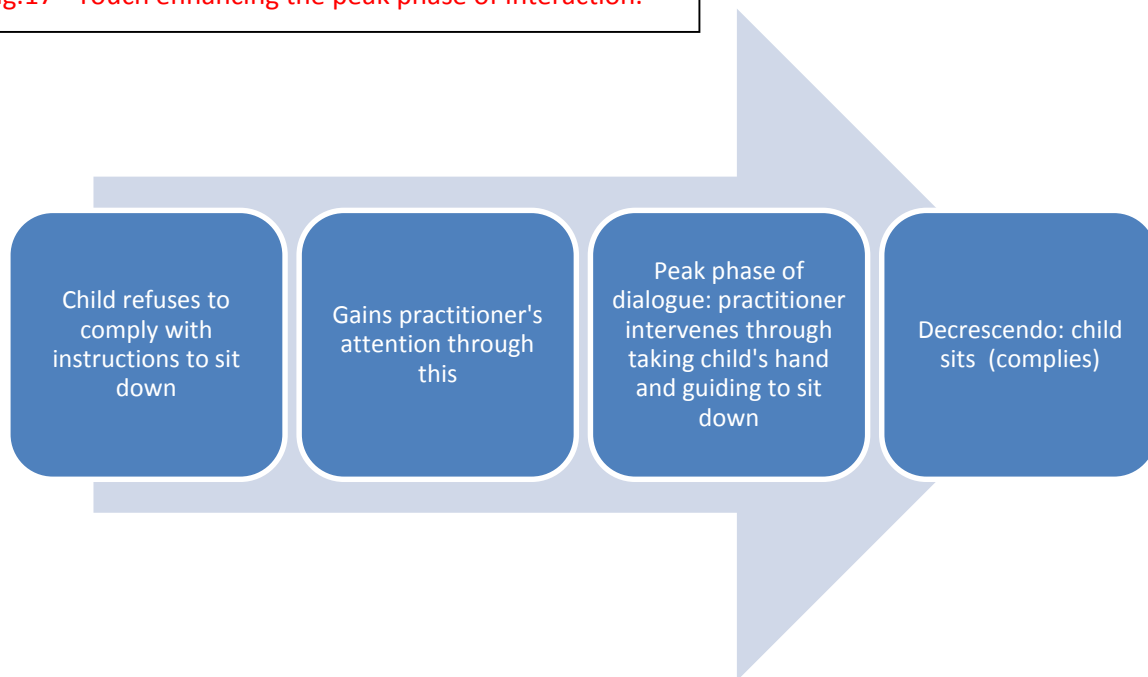 g.17 Touch enhancing the peak phase of interaction.
Child refuses to
comply with
instructions to sit
down
Gains practitioner's
attention through
this
Peak phase of
dialogue: practitioner
intervenes through
taking child's hand
and guiding to sit
down
Decrescendo: child
sits (complies)